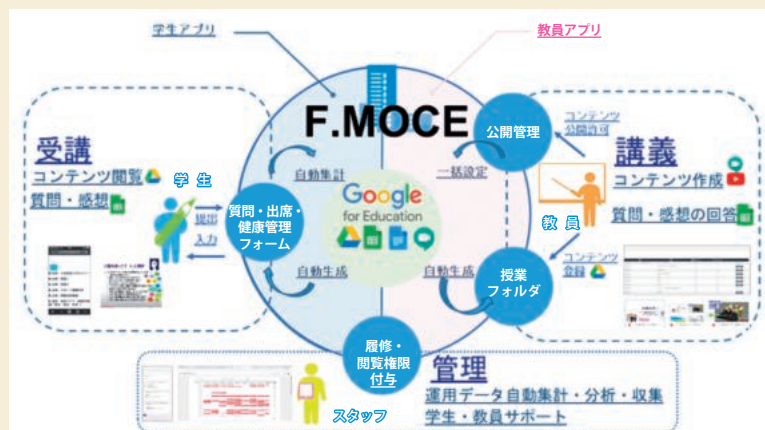 学生アプリ
教員アプリ
F.MOCE
受講
コンテンツ閲覧
質問・感想
学生
提出
入力
質問・出席・
健康管理
フォーム
自動集計
自動生成
Google
for Education
一括設定
自動生成
公開管理
コンテンツ
公開許可
講義
コンテンツ作成
質問・感想の回答
教員
コンテンツ
登録
授業
フォルダ
履修・
閲覧権限
付与
管理
運用データ自動集計・分析・収集
学生・教員サポート
スタッフ